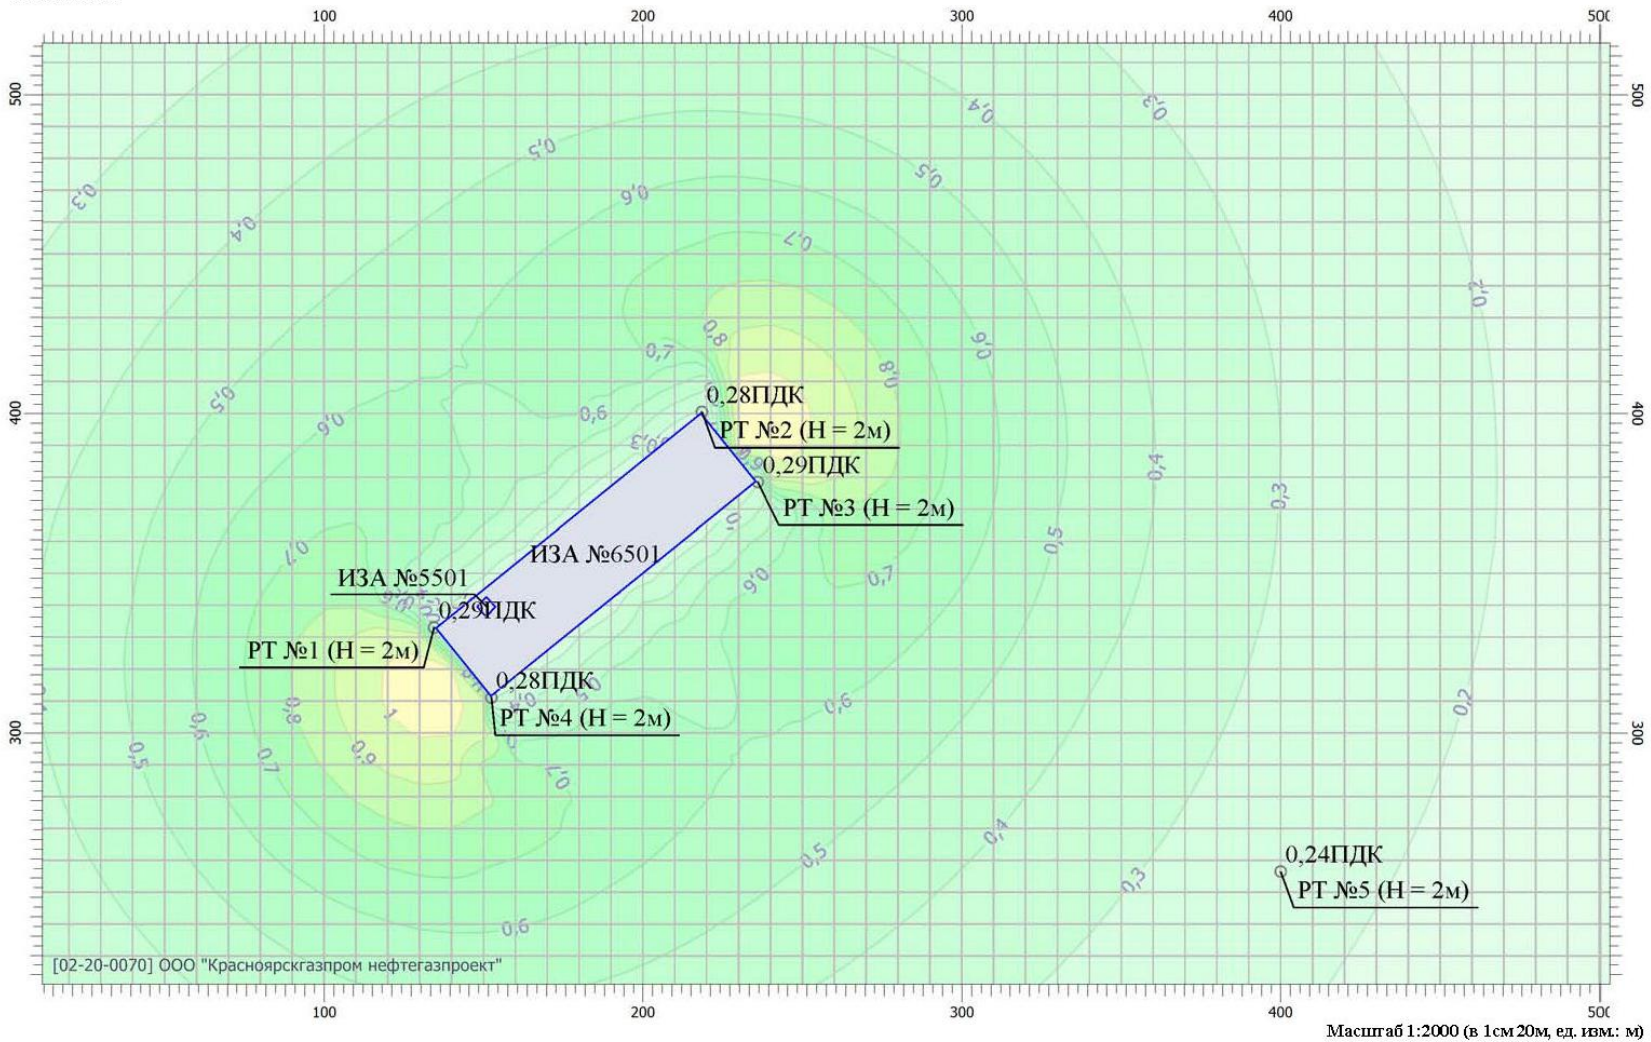 100 200 300 400
500 500
0,3 0,4 0,5 0,6 0,5 0,4 0,3
0,7
0,2
0,8 0,7 0,6 0,8
0,5 0,6 0,6
400 400
0,28ПДК
РТ №2 (Н = 2м)
0,29ПДК
РТ №3 (Н = 2м)
0,4 0,3
0,5
0,7 0,6 0,7
ИЗА №6501
ИЗА №5501
0,29ПДК
РТ №1 (Н = 2м)
0,28ПДК
РТ №4 (Н = 2м)
0,6 0,2
1
0,8 0,6
300 300
0,5 0,7 0,9 0,7
0,4
0,5 0,3
0,24ПДК
РТ №5 (Н = 2м)
0,6
[02-20-0070] ООО "Красноярскгазпром нефтегазпроект"
100 200 300 400
Масштаб 1:2000 (в 1см 20м, ед. изм.: м)